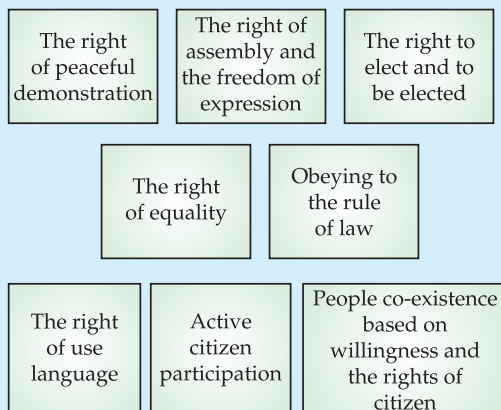 The right
of peaceful
demonstration
The right of
assembly and
the freedom of
expression
The right to
elect and to
be elected
The right
of equality
Obeying to
the rule
of law
The right
of use
language
Active
citizen
participation
People co-existence
based on
willingness and
the rights of
citizen